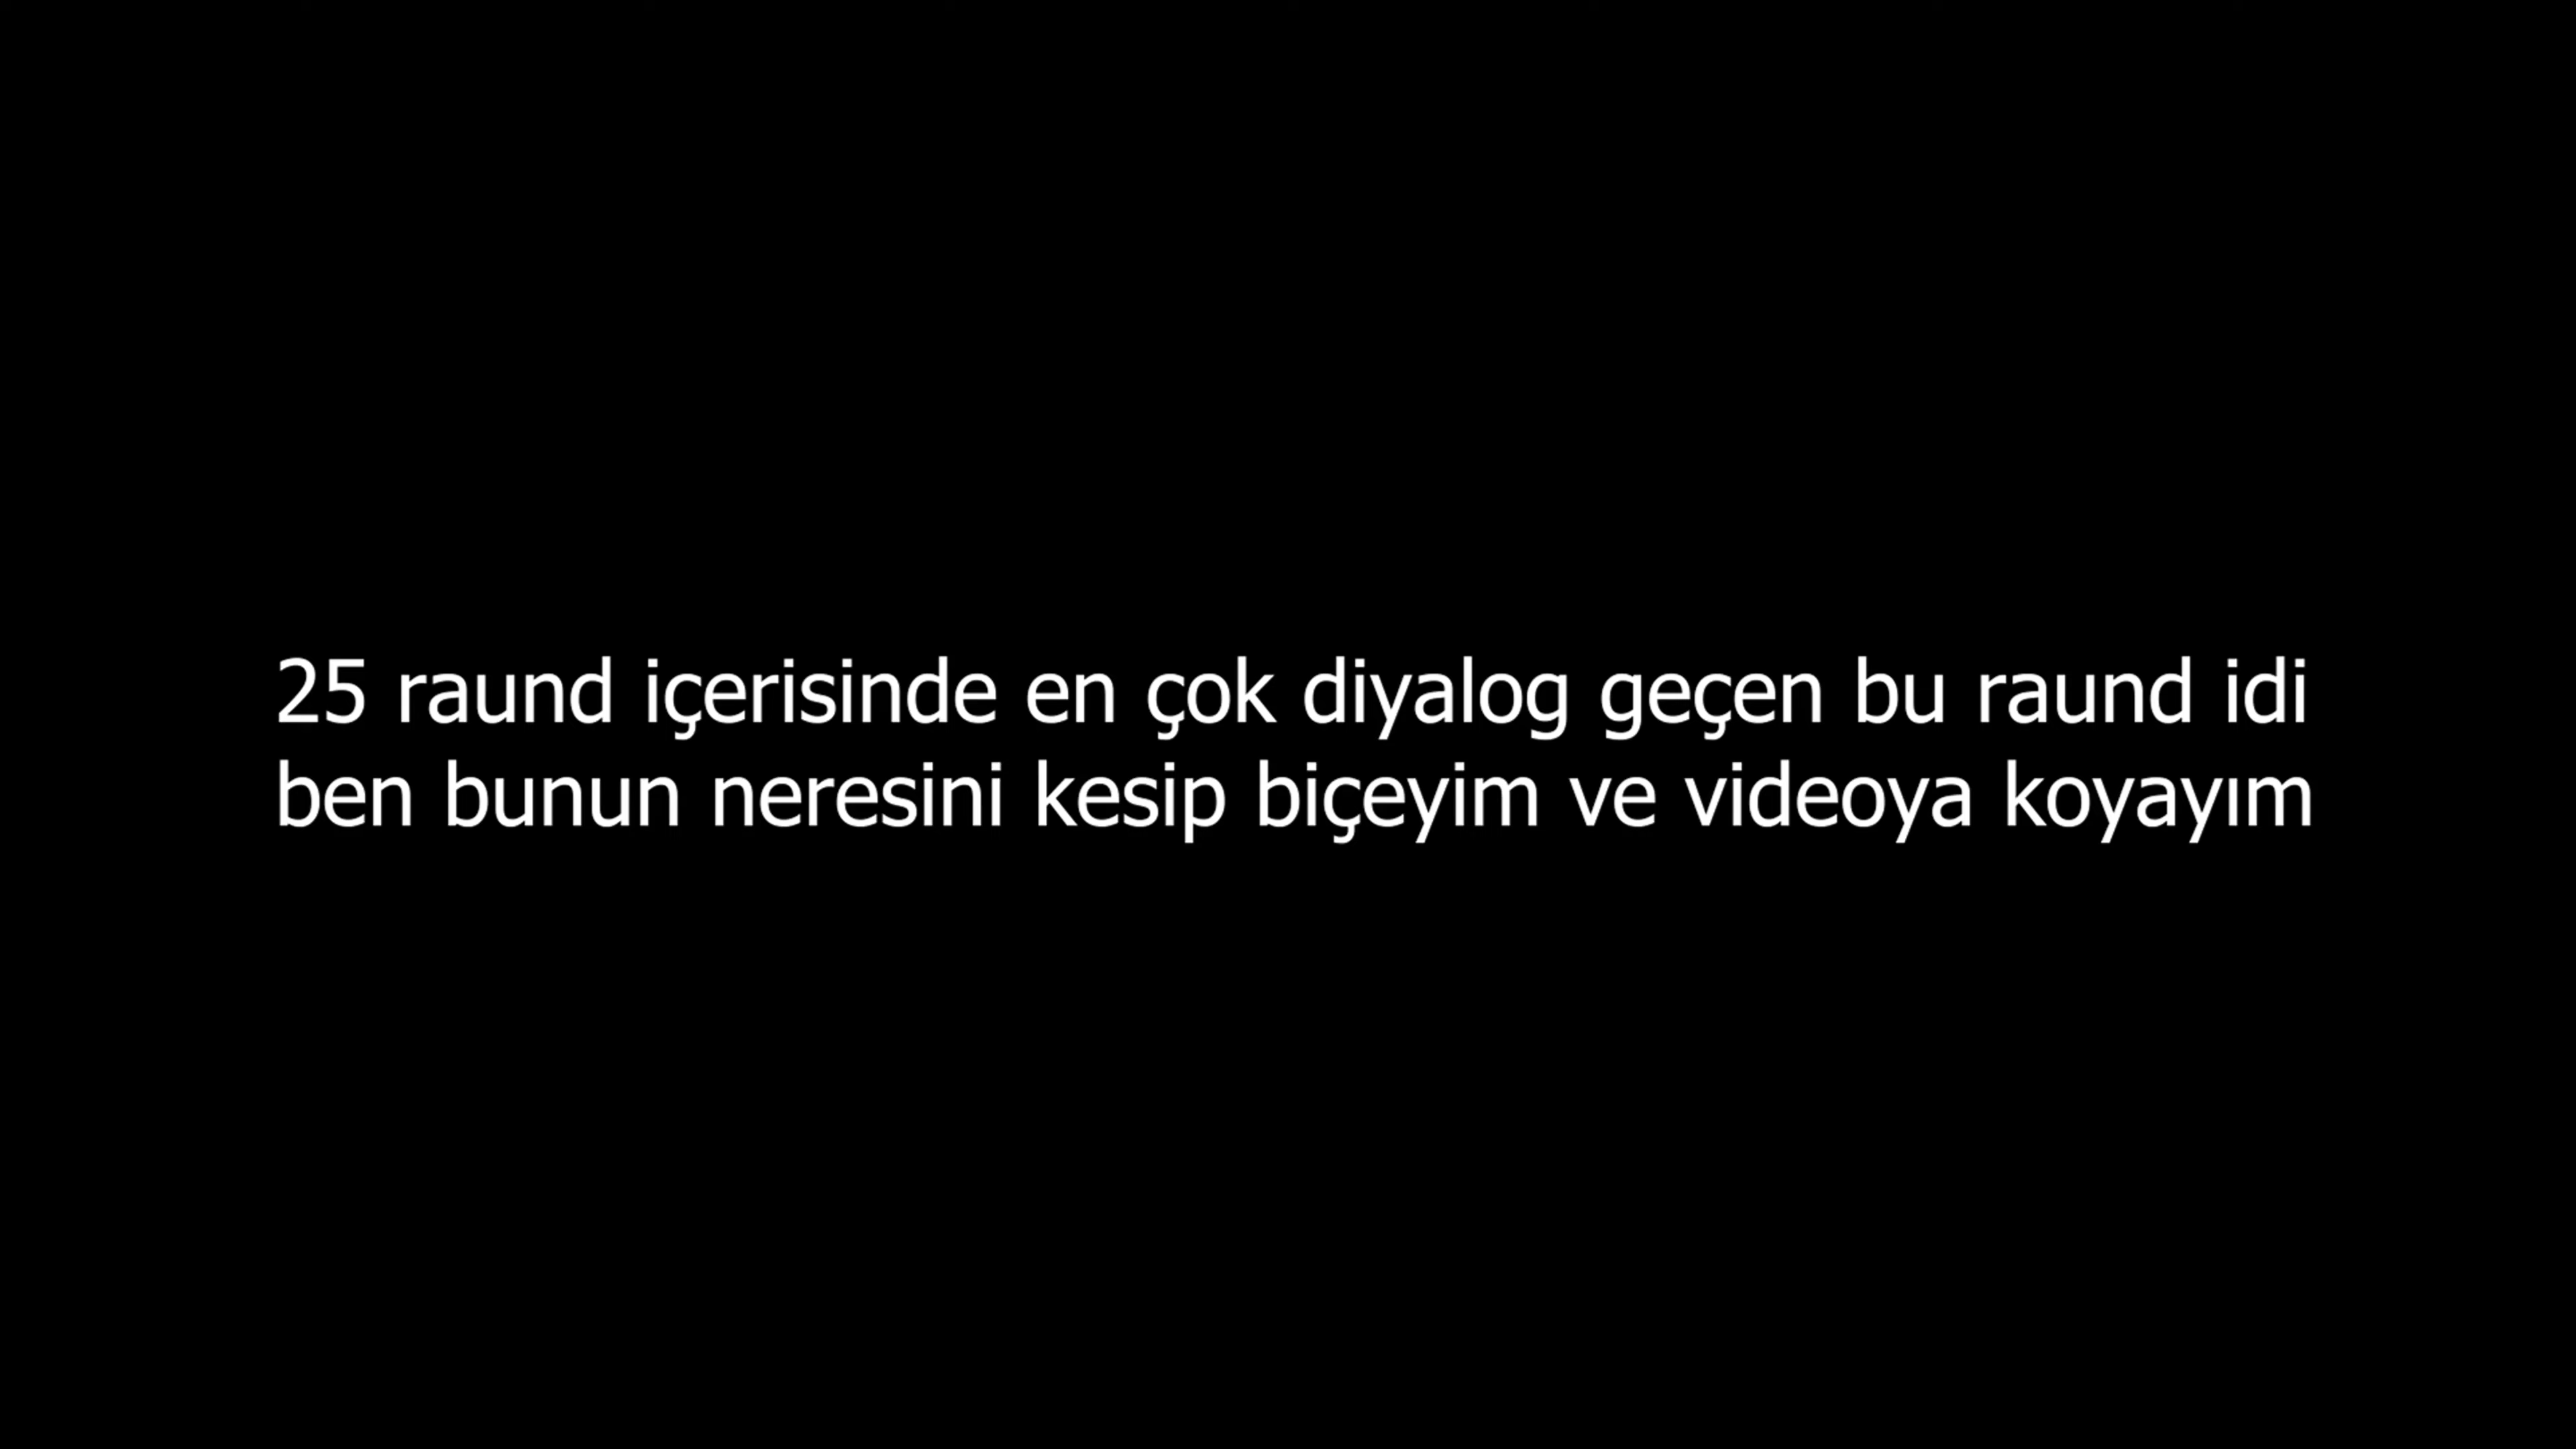 25 raund içerisinde en çok diyalog geçen bu raund idi
ben bunun neresini kesip biçeyim ve videoya koyayım